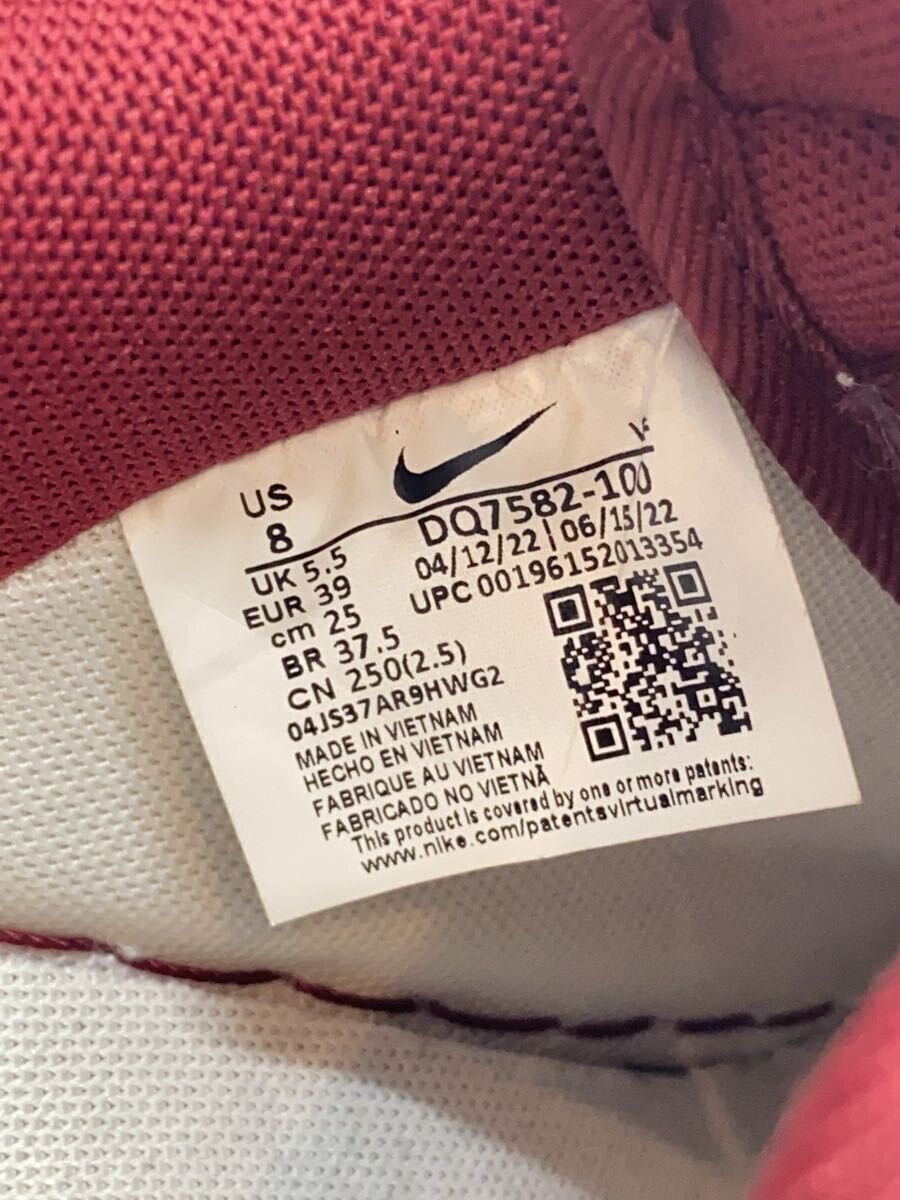 US
8
UK 5.5
EUR 39
cm 25
BR 37.5
CN 250(2.5)
04JS37AR9HWG2
MADE IN VIETNAM
HECHO EN VIETNAM
FABRIQUE AU VIETNAM
FABRICADO NO VIETNÃ
This product is covered by one or more patents:
www.nike.com/patentsvirtualmarking
DQ7582-100
04/12/22 | 06/15/22
UPC 00196152013354